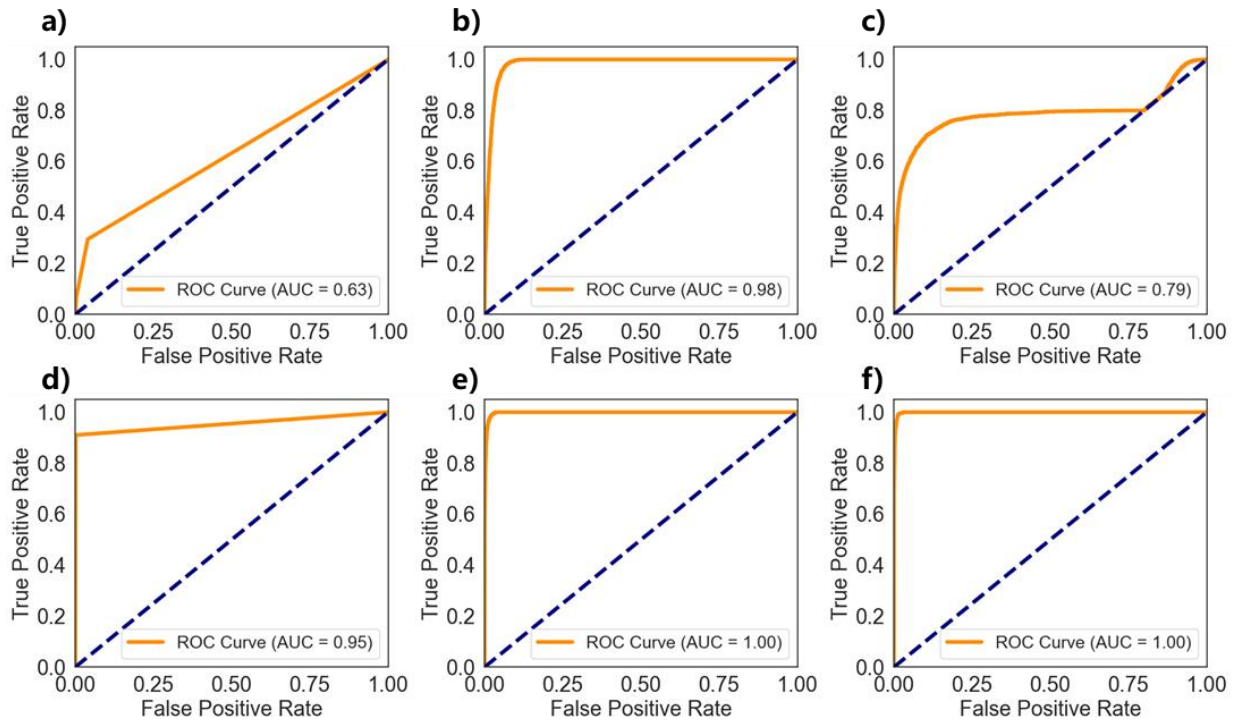 a)
1.0
0.8
0.6
0.4
0.2
0.0
True Positive Rate
ROC Curve (AUC = 0.63)
0.00 0.25 0.50 0.75 1.00
False Positive Rate
b)
1.0
0.8
0.6
0.4
0.2
0.0
True Positive Rate
ROC Curve (AUC = 0.98)
0.00 0.25 0.50 0.75 1.00
False Positive Rate
c)
1.0
0.8
0.6
0.4
0.2
0.0
True Positive Rate
ROC Curve (AUC = 0.79)
0.00 0.25 0.50 0.75 1.00
False Positive Rate
d)
1.0
0.8
0.6
0.4
0.2
0.0
True Positive Rate
ROC Curve (AUC = 0.95)
0.00 0.25 0.50 0.75 1.00
False Positive Rate
e)
1.0
0.8
0.6
0.4
0.2
0.0
True Positive Rate
ROC Curve (AUC = 1.00)
0.00 0.25 0.50 0.75 1.00
False Positive Rate
f)
1.0
0.8
0.6
0.4
0.2
0.0
True Positive Rate
ROC Curve (AUC = 1.00)
0.00 0.25 0.50 0.75 1.00
False Positive Rate